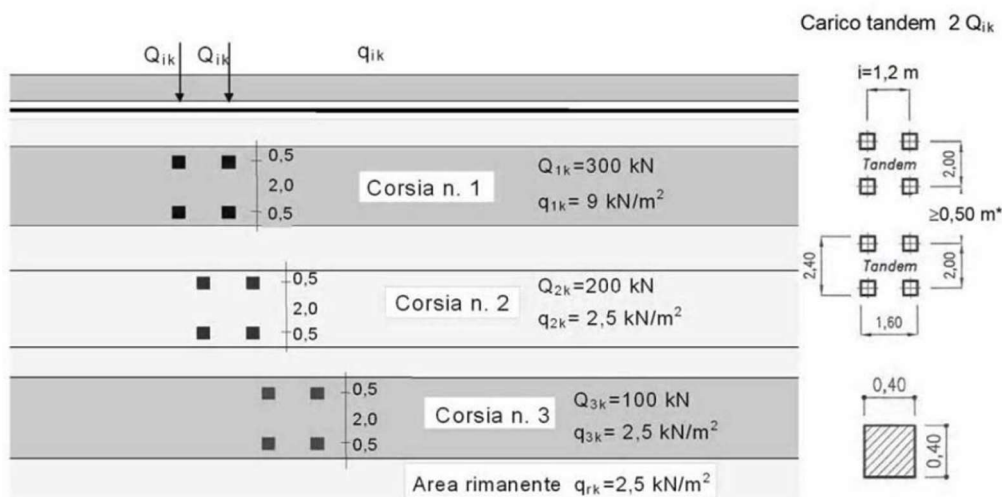 Carico tandem 2 Qik
Qik Qik qik
i=1,2 m
0,5
2,0
0,5
Corsia n. 1
Q1k=300 kN
q1k= 9 kN/m²
Tandem
2,00
≥0,50 m*
0,5
2,0
0,5
Corsia n. 2
Q2k=200 kN
q2k= 2,5 kN/m²
2,40
Tandem
2,00
1,60
0,5
2,0
0,5
Corsia n. 3
Q3k=100 kN
q3k= 2,5 kN/m²
0,40
0,40
Area rimanente qrk=2,5 kN/m²